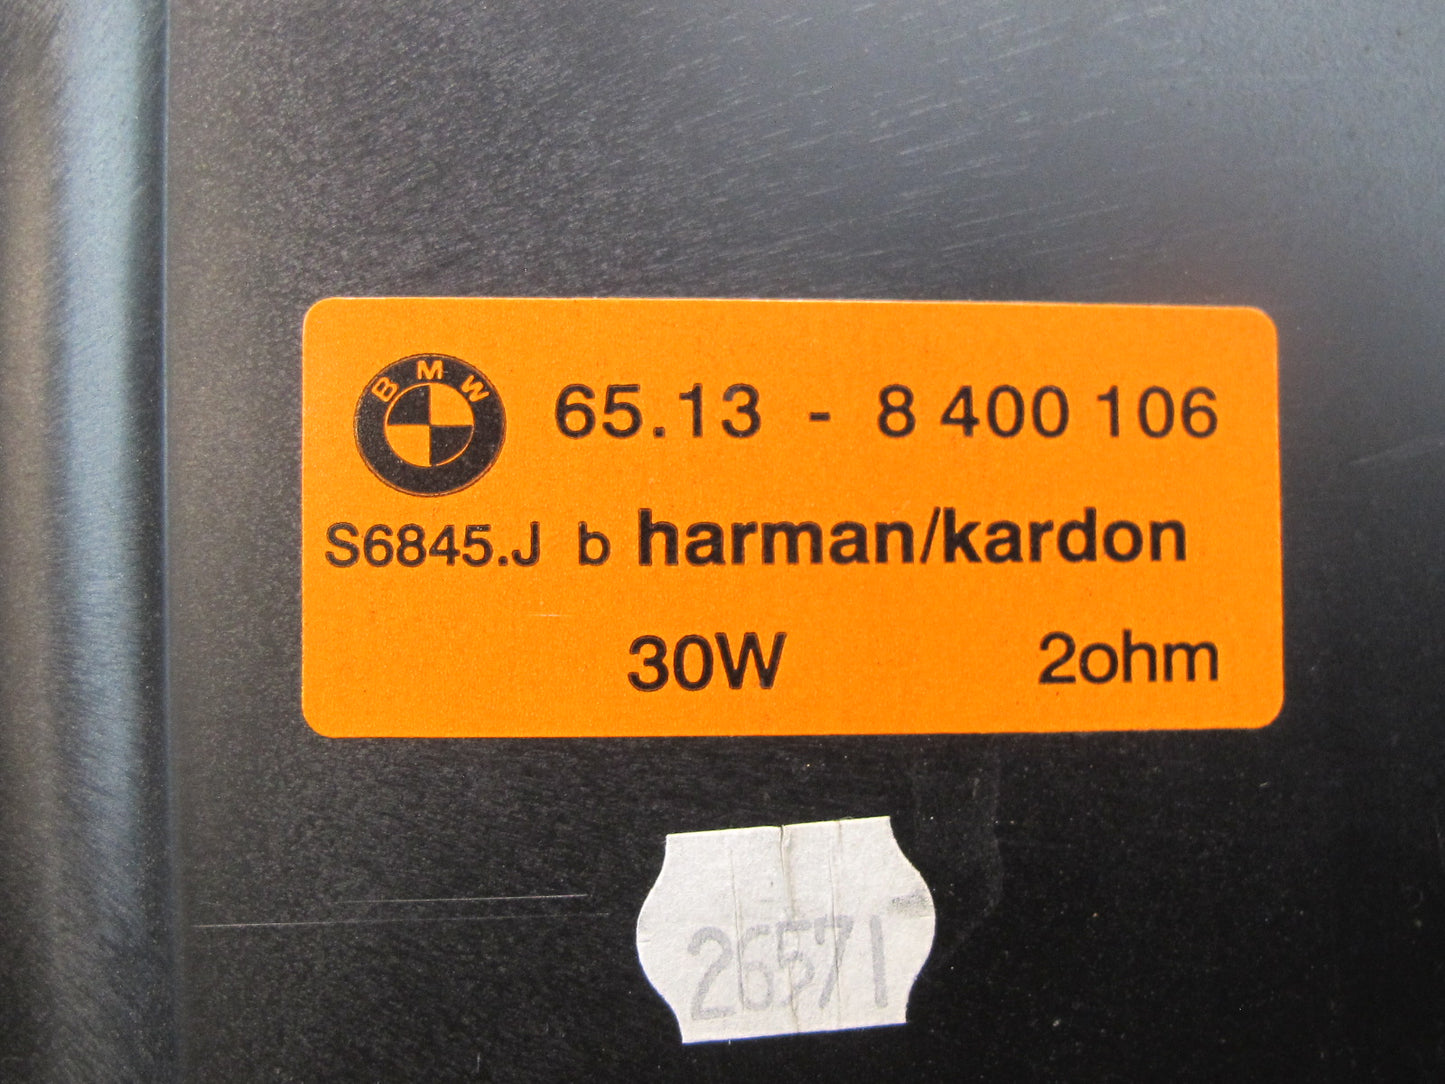 BMW 65.13 - 8 400 106
S6845.J b harman/kardon
30W 2ohm
26571